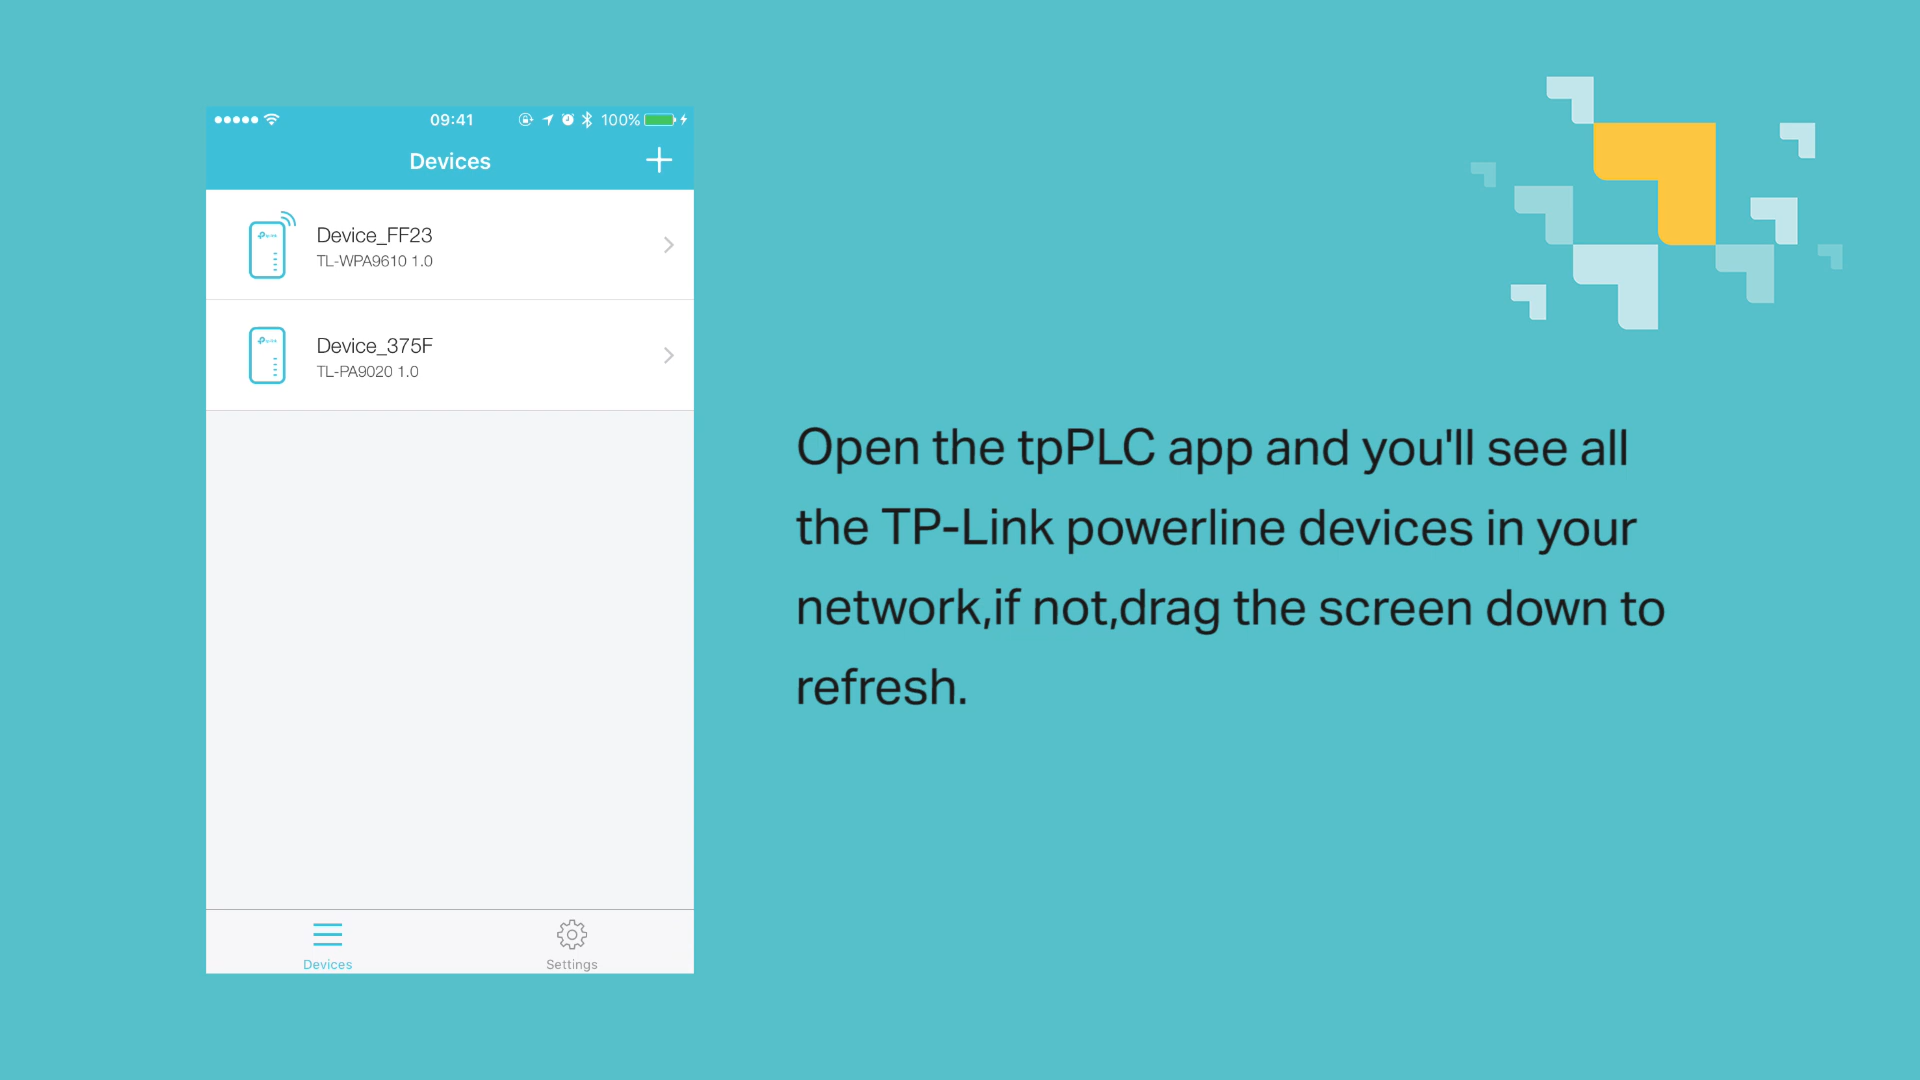 09:41 100%
Devices
Device_FF23
TL-WPA9610 1.0
Device_375F
TL-PA9020 1.0
Devices
Settings
Open the tpPLC app and you'll see all
the TP-Link powerline devices in your
network,if not,drag the screen down to
refresh.